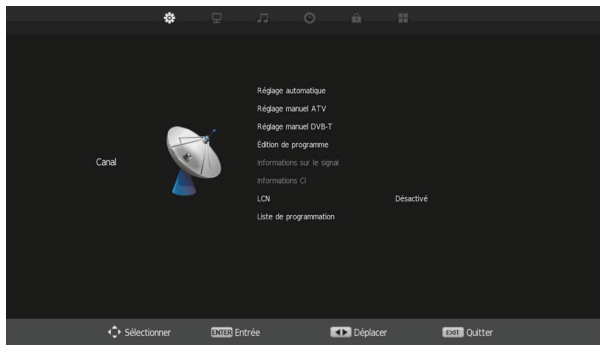 Réglage automatique
Réglage manuel ATV
Réglage manuel DVB-T
Édition de programme
Canal
Informations sur le signal
Informations CI
LCN Désactivé
Liste de programmation
Sélectionner ENTER Entrée Déplacer EXIT Quitter